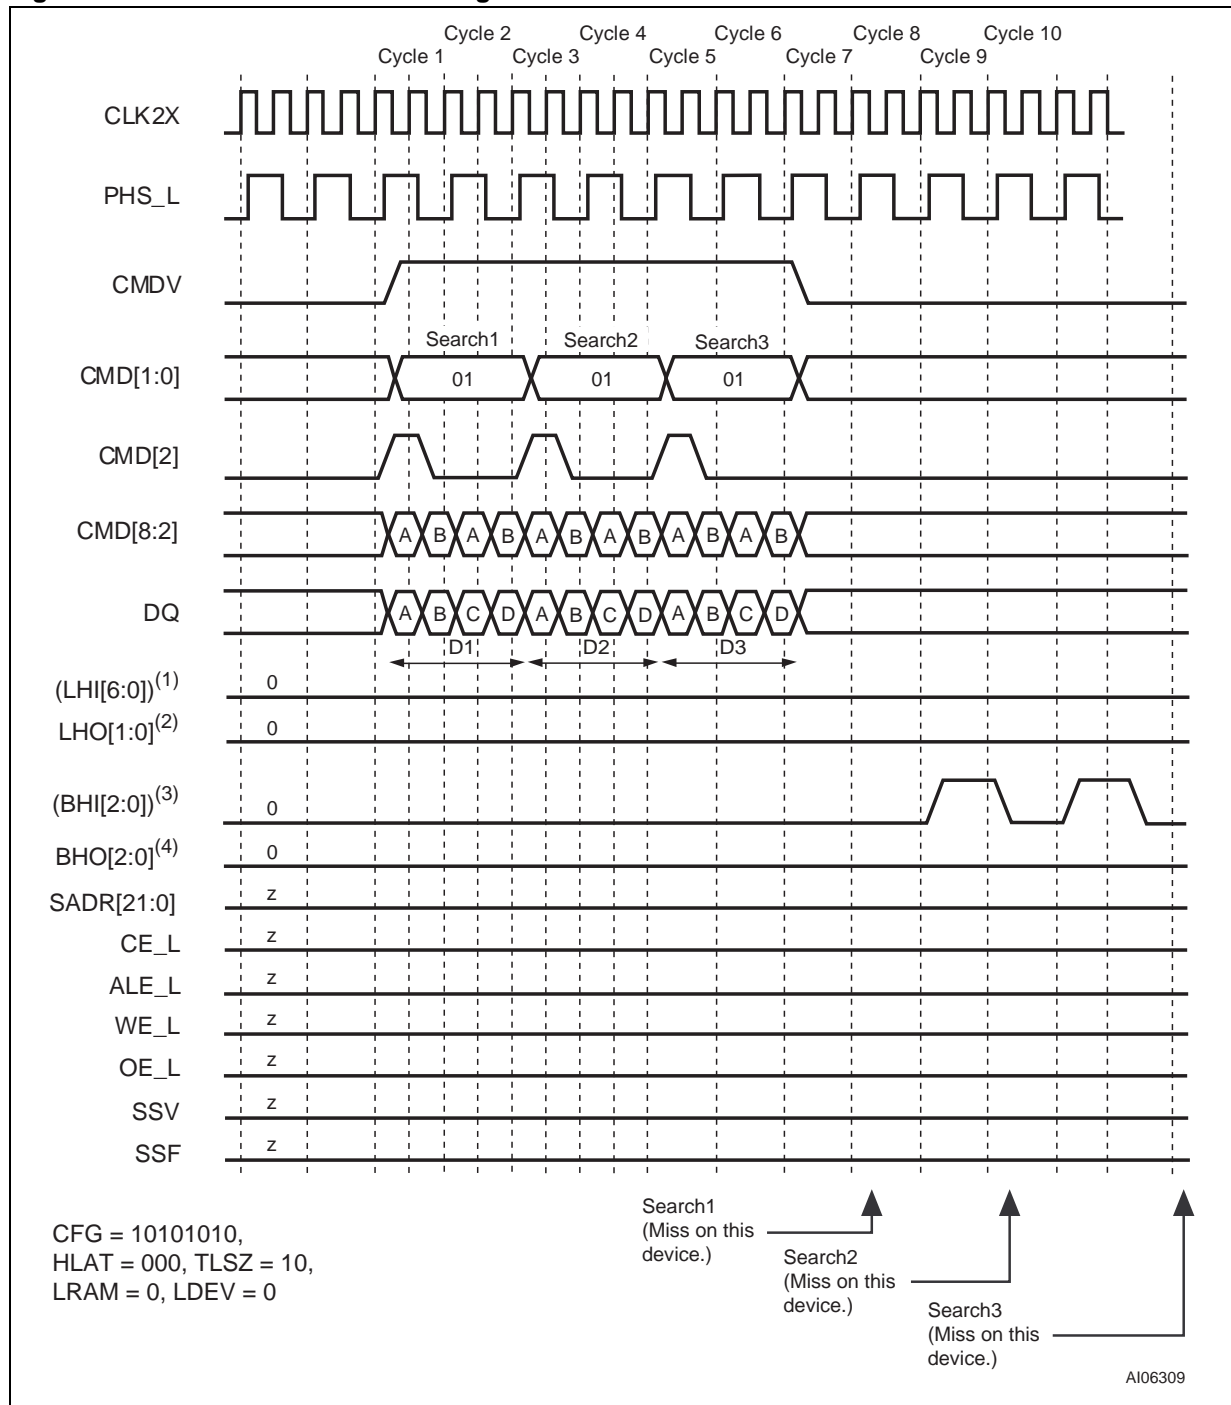 Cycle 2 Cycle 4 Cycle 6 Cycle 8 Cycle 10
Cycle 1 Cycle 3 Cycle 5 Cycle 7 Cycle 9
CLK2X
PHS_L
CMDV
Search1 Search2 Search3
CMD[1:0] 01 01 01
CMD[2]
CMD[8:2] A B A B A B A B A B A B
DQ A B C D A B C D A B C D
D1 D2 D3
(LHI[6:0])(1) 0
LHO[1:0](2) 0
(BHI[2:0])(3) 0
BHO[2:0](4) 0
SADR[21:0] z
CE_L z
ALE_L z
WE_L z
OE_L z
SSV z
SSF z
CFG = 10101010,
HLAT = 000, TLSZ = 10,
LRAM = 0, LDEV = 0
Search1
(Miss on this
device.)
Search2
(Miss on this
device.)
Search3
(Miss on this
device.)
AI06309